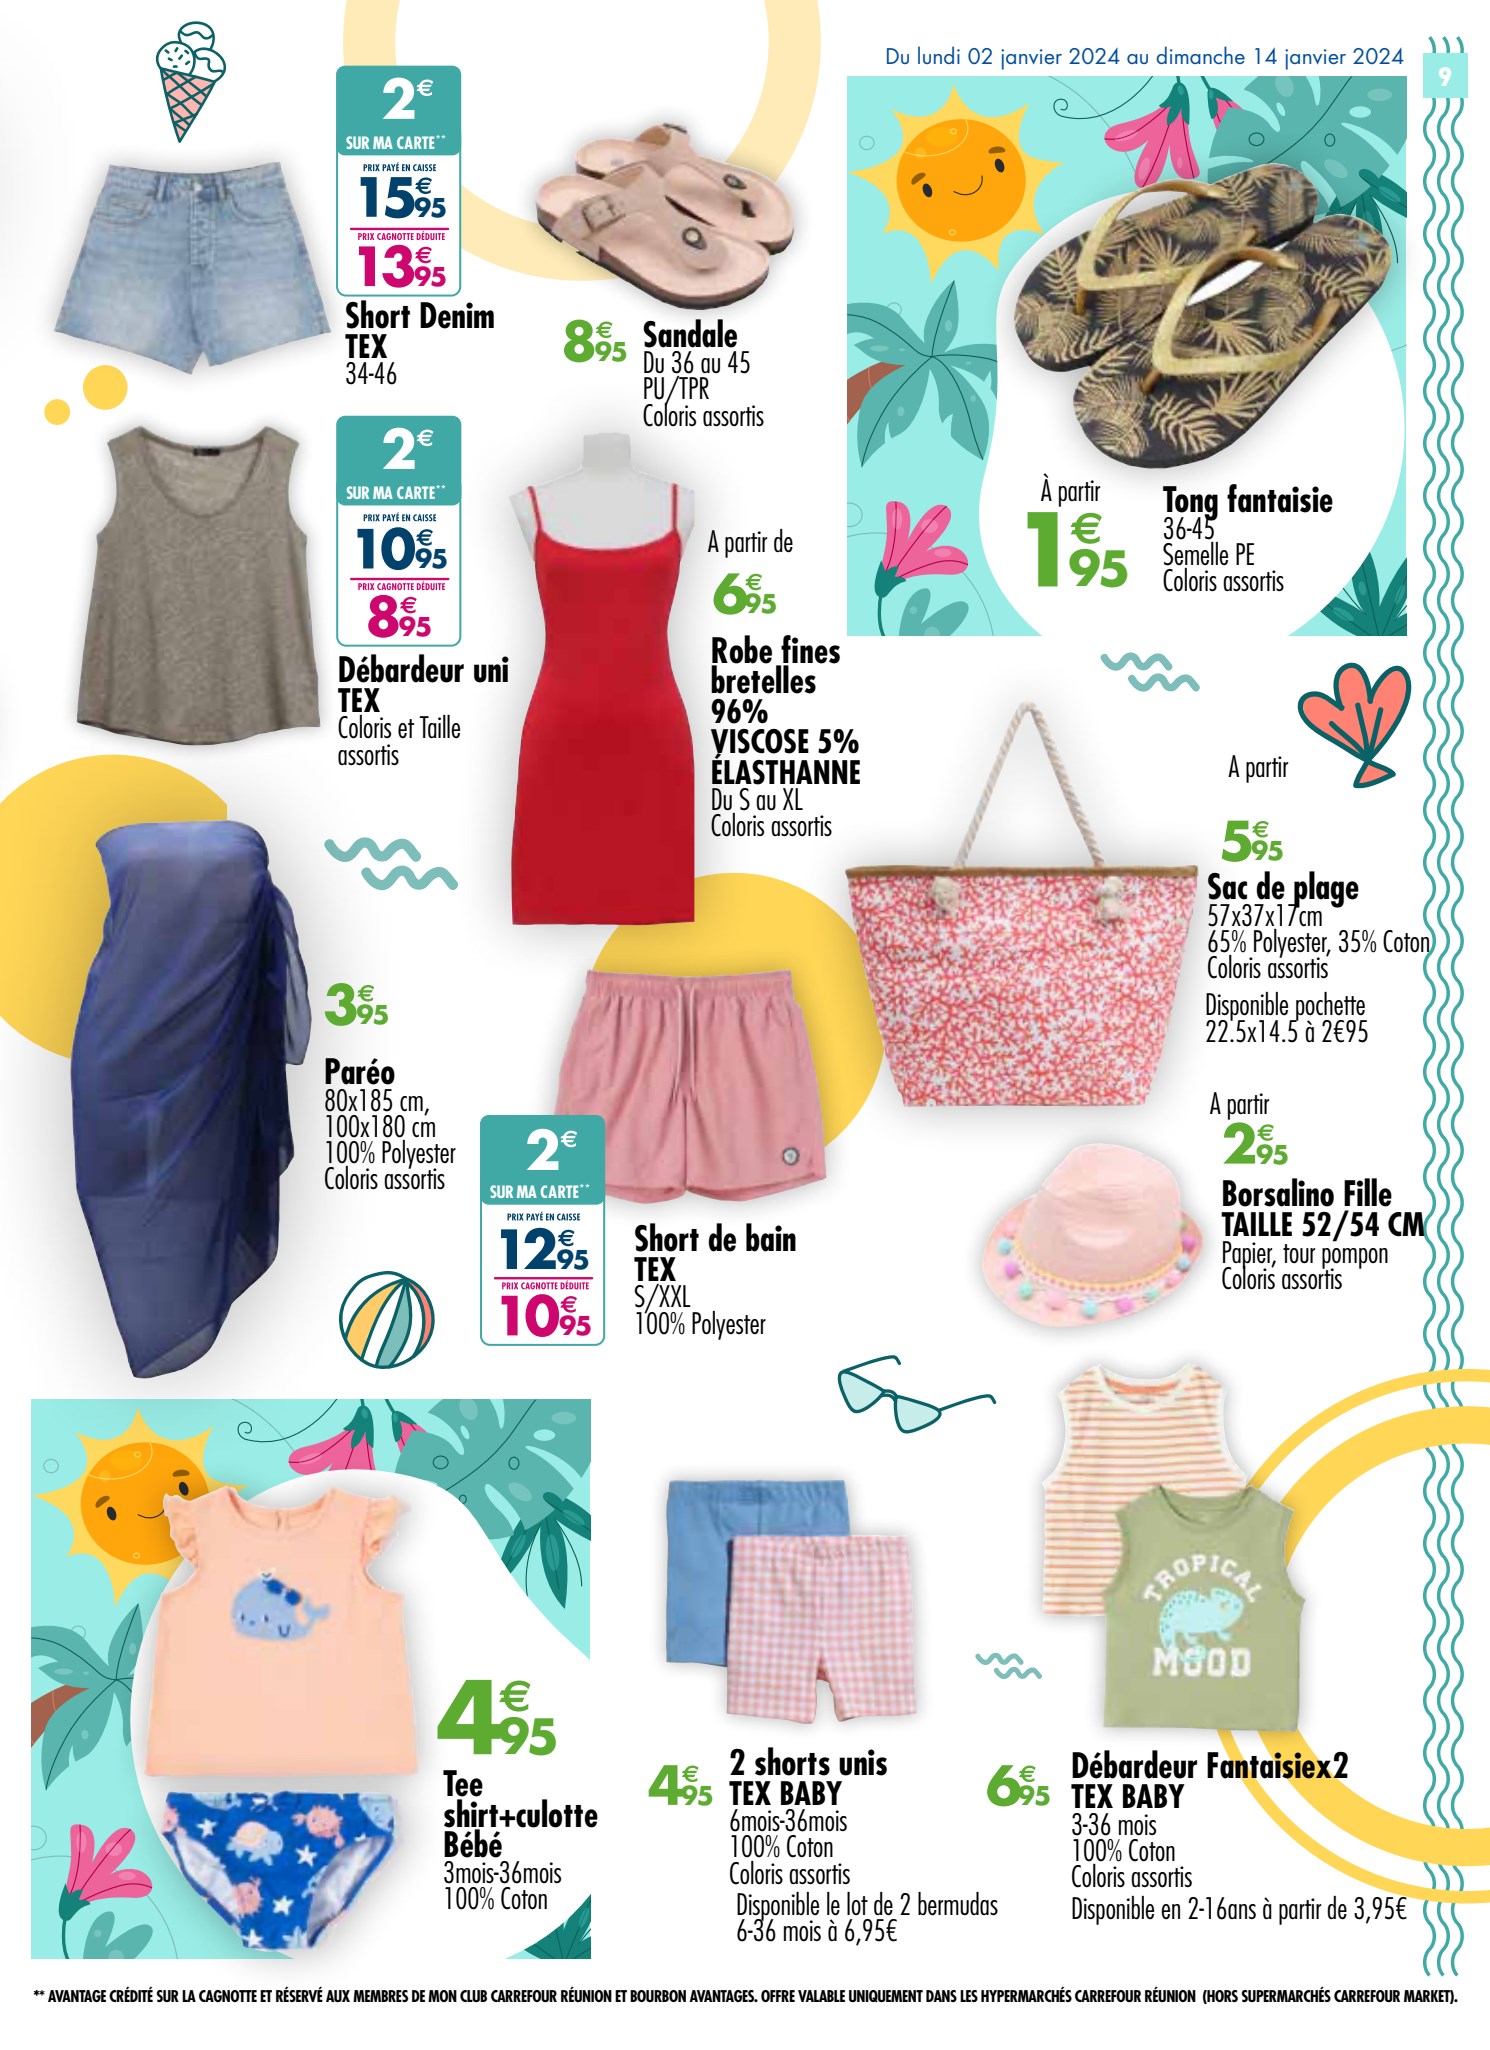 Du lundi 02 janvier 2024 au dimanche 14 janvier 2024
9
2€
SUR MA CARTE**
PRIX PAYÉ EN CAISSE
15€95
PRIX CAGNOTTE DÉDUITE
13€95
Short Denim
TEX
34-46
8€95
Sandale
Du 36 au 45
PU/TPR
Coloris assortis
À partir
1€95
Tong fantaisie
36-45
Semelle PE
Coloris assortis
2€
SUR MA CARTE**
PRIX PAYÉ EN CAISSE
10€95
PRIX CAGNOTTE DÉDUITE
8€95
Débardeur uni
TEX
Coloris et Taille
assortis
A partir de
6€95
Robe fines
bretelles
96%
VISCOSE 5%
ÉLASTHANNE
Du S au XL
Coloris assortis
A partir
5€95
Sac de plage
57x37x17cm
65% Polyester, 35% Coton
Coloris assortis
Disponible pochette
22.5x14.5 à 2€95
3€95
Paréo
80x185 cm,
100x180 cm
100% Polyester
Coloris assortis
2€
SUR MA CARTE**
PRIX PAYÉ EN CAISSE
12€95
PRIX CAGNOTTE DÉDUITE
10€95
Short de bain
TEX
S/XXL
100% Polyester
A partir
2€95
Borsalino Fille
TAILLE 52/54 CM
Papier, tour pompon
Coloris assortis
4€95
Tee
shirt+culotte
Bébé
3mois-36mois
100% Coton
4€95
2 shorts unis
TEX BABY
6mois-36mois
100% Coton
Coloris assortis
Disponible le lot de 2 bermudas
6-36 mois à 6,95€
TROPICAL
MOOD
6€95
Débardeur Fantaisiex2
TEX BABY
3-36 mois
100% Coton
Coloris assortis
Disponible en 2-16ans à partir de 3,95€
** AVANTAGE CRÉDITÉ SUR LA CAGNOTTE ET RÉSERVÉ AUX MEMBRES DE MON CLUB CARREFOUR RÉUNION ET BOURBON AVANTAGES. OFFRE VALABLE UNIQUEMENT DANS LES HYPERMARCHÉS CARREFOUR RÉUNION (HORS SUPERMARCHÉS CARREFOUR MARKET).